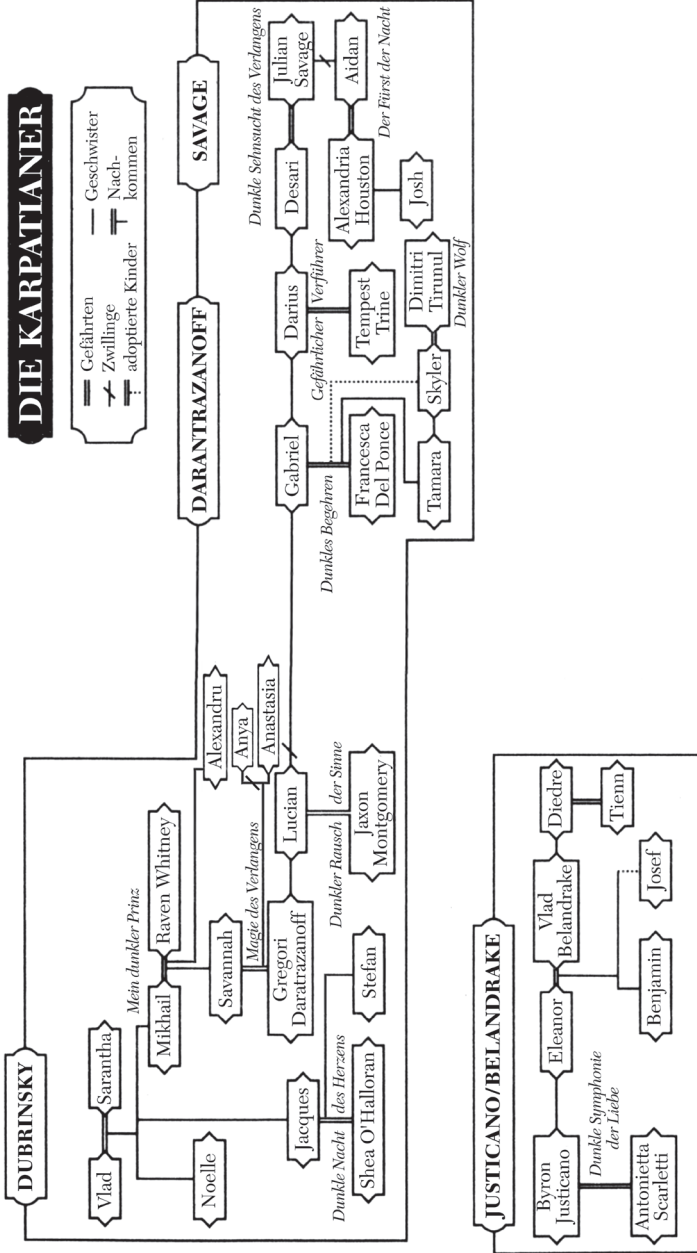 DIE KARPATIANER
Gefährten
Zwillinge
adoptierte Kinder
Geschwister
Nach-
kommen
DUBRINSKY
DARANTRAZANOFF
SAVAGE
Vlad
Sarantha
Mein dunkler Prinz
Noelle
Mikhail
Raven Whitney
Alexandru
Savannah
Anya
Anastasia
Magie des Verlangens
Jacques
Gregori
Daratrazanoff
Lucian
Dunkle Nacht
des Herzens
Shea O'Halloran
Stefan
Dunkler Rausch
der Sinne
Jaxon
Montgomery
Gabriel
Darius
Desari
Dunkle Sehnsucht des Verlangens
Julian
Savage
Dunkles Begehren
Francesca
Del Ponce
Gefährlicher
Verführer
Tempest
Trine
Alexandria
Houston
Aidan
Der Fürst der Nacht
Josh
Tamara
Skyler
Dimitri
Tirunul
Dunkler Wolf
JUSTICANO/BELANDRAKE
Byron
Justicano
Eleanor
Vlad
Belandrake
Diedre
Dunkle Symphonie
der Liebe
Antonietta
Scarletti
Benjamin
Josef
Tienn